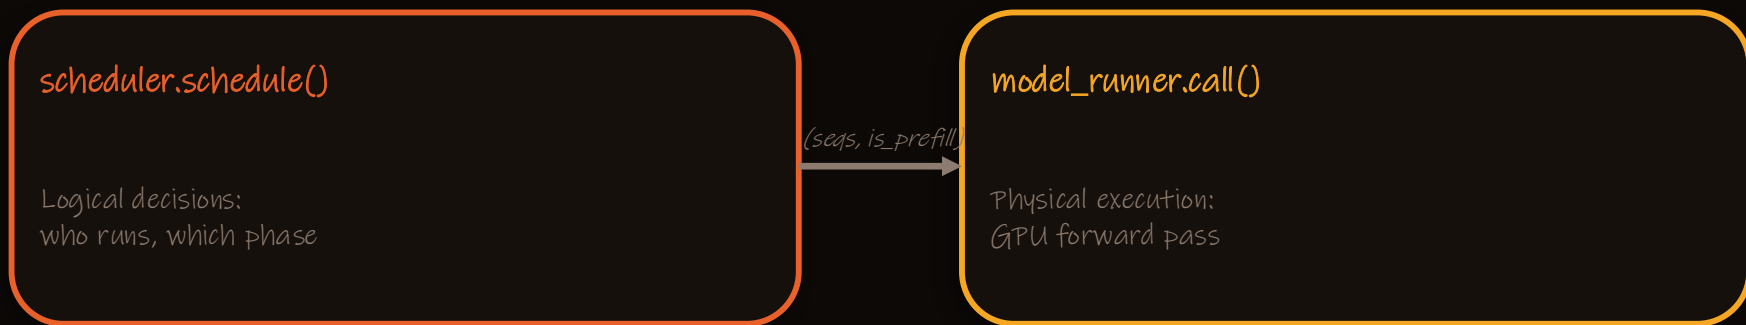 scheduler.schedule()
Logical decisions:
who runs, which phase
(seqs, is_prefill)
model_runner.call()
Physical execution:
GPU forward pass